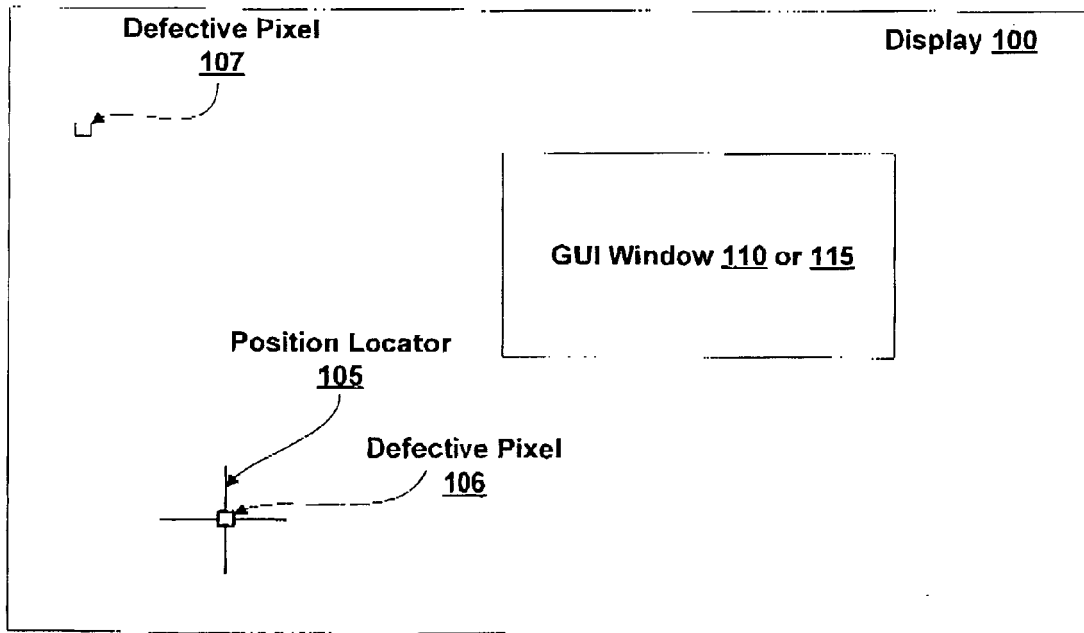 Defective Pixel
107
Display 100
GUI Window 110 or 115
Position Locator
105
Defective Pixel
106